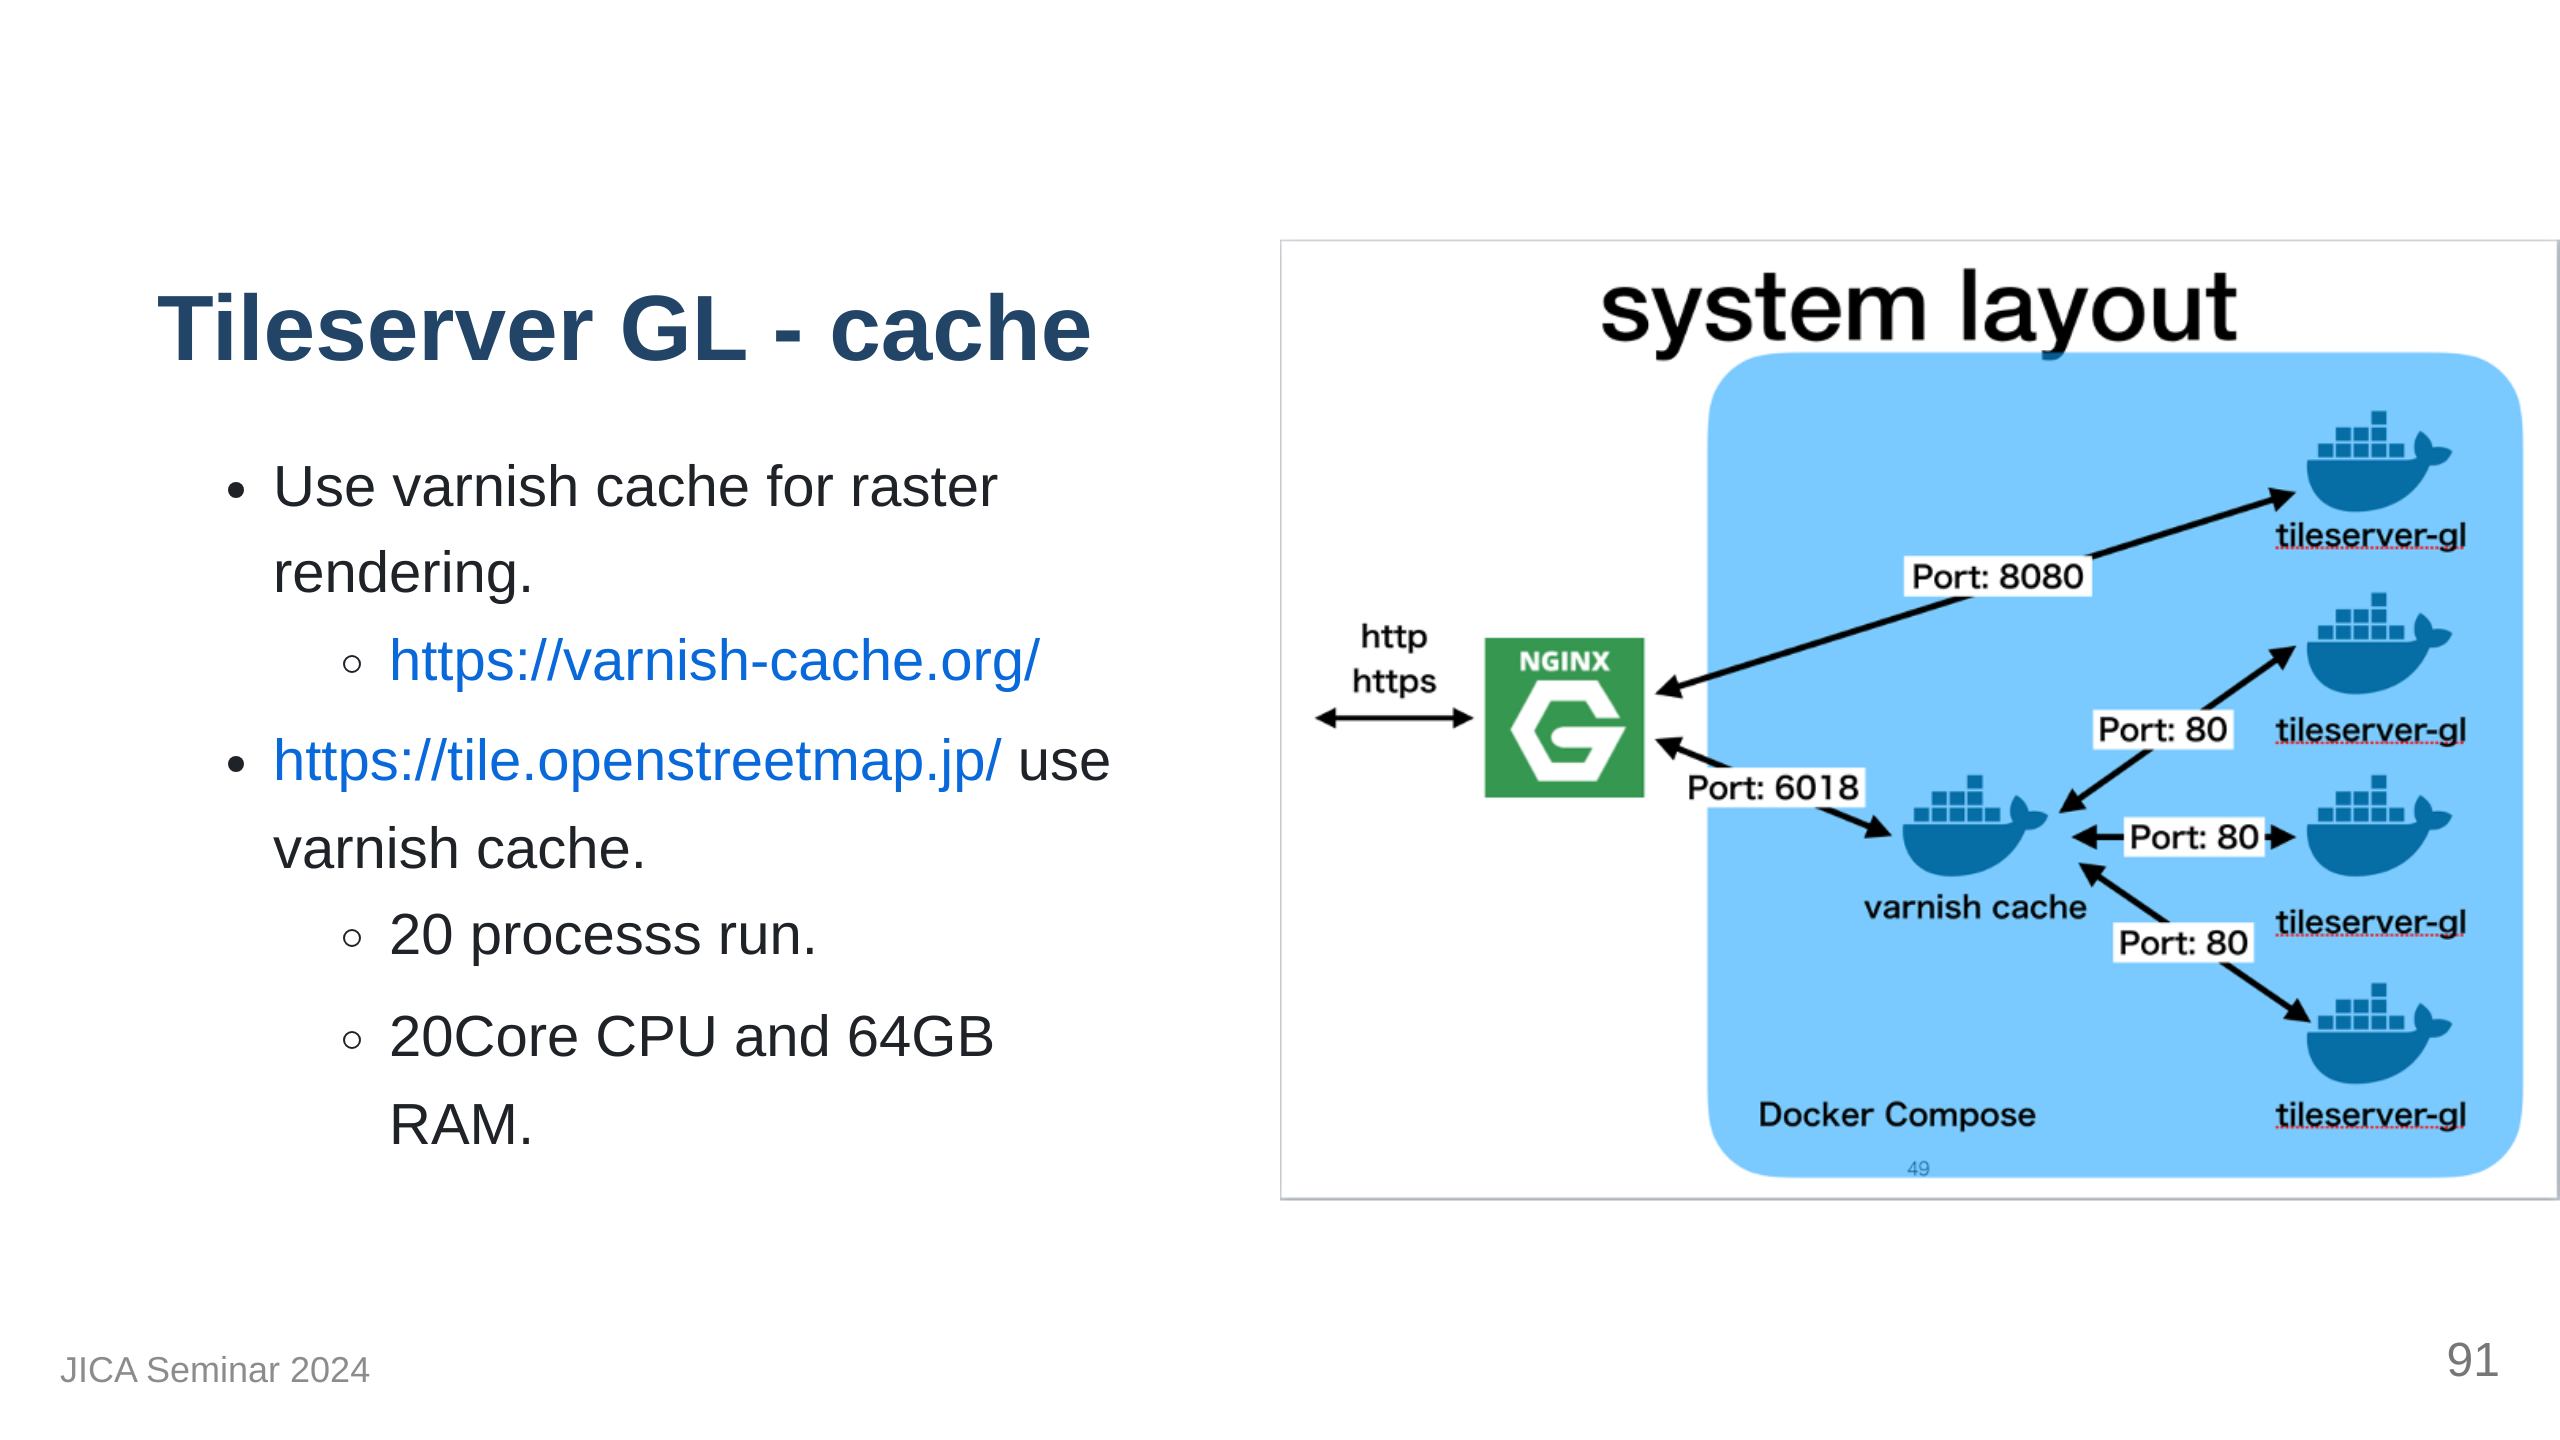 Tileserver GL - cache
• Use varnish cache for raster
rendering.
◦ https://varnish-cache.org/
• https://tile.openstreetmap.jp/ use
varnish cache.
◦ 20 processs run.
◦ 20Core CPU and 64GB
RAM.
system layout
http
https
NGINX
G
Port: 8080
Port: 6018
varnish cache
Port: 80
Port: 80
Port: 80
tileserver-gl
tileserver-gl
tileserver-gl
tileserver-gl
Docker Compose
49
JICA Seminar 2024
91